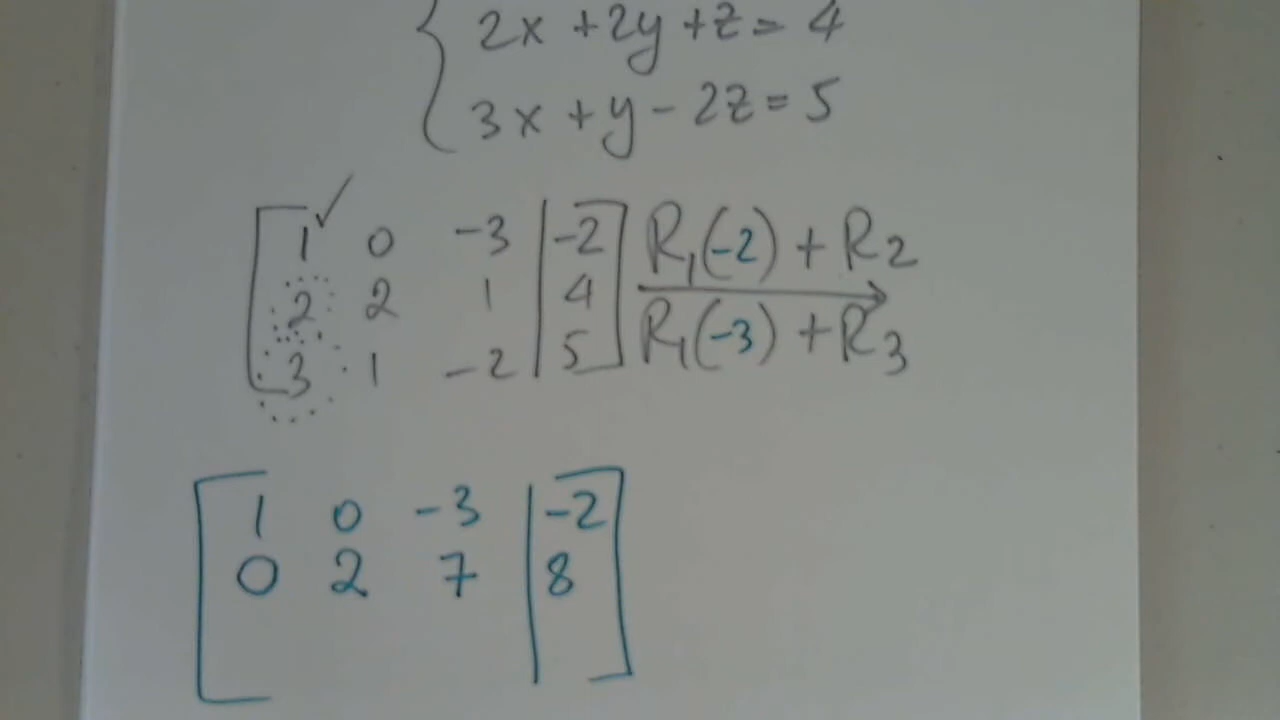 2x + 2y + z = 4
3x + y - 2z = 5
1 ✓ 0 -3 | -2 R₁(-2) + R2
2 2 1 | 4
3 1 -2 | 5 R₁(-3) + R3
1 0 -3 | -2
0 2 7 | 8